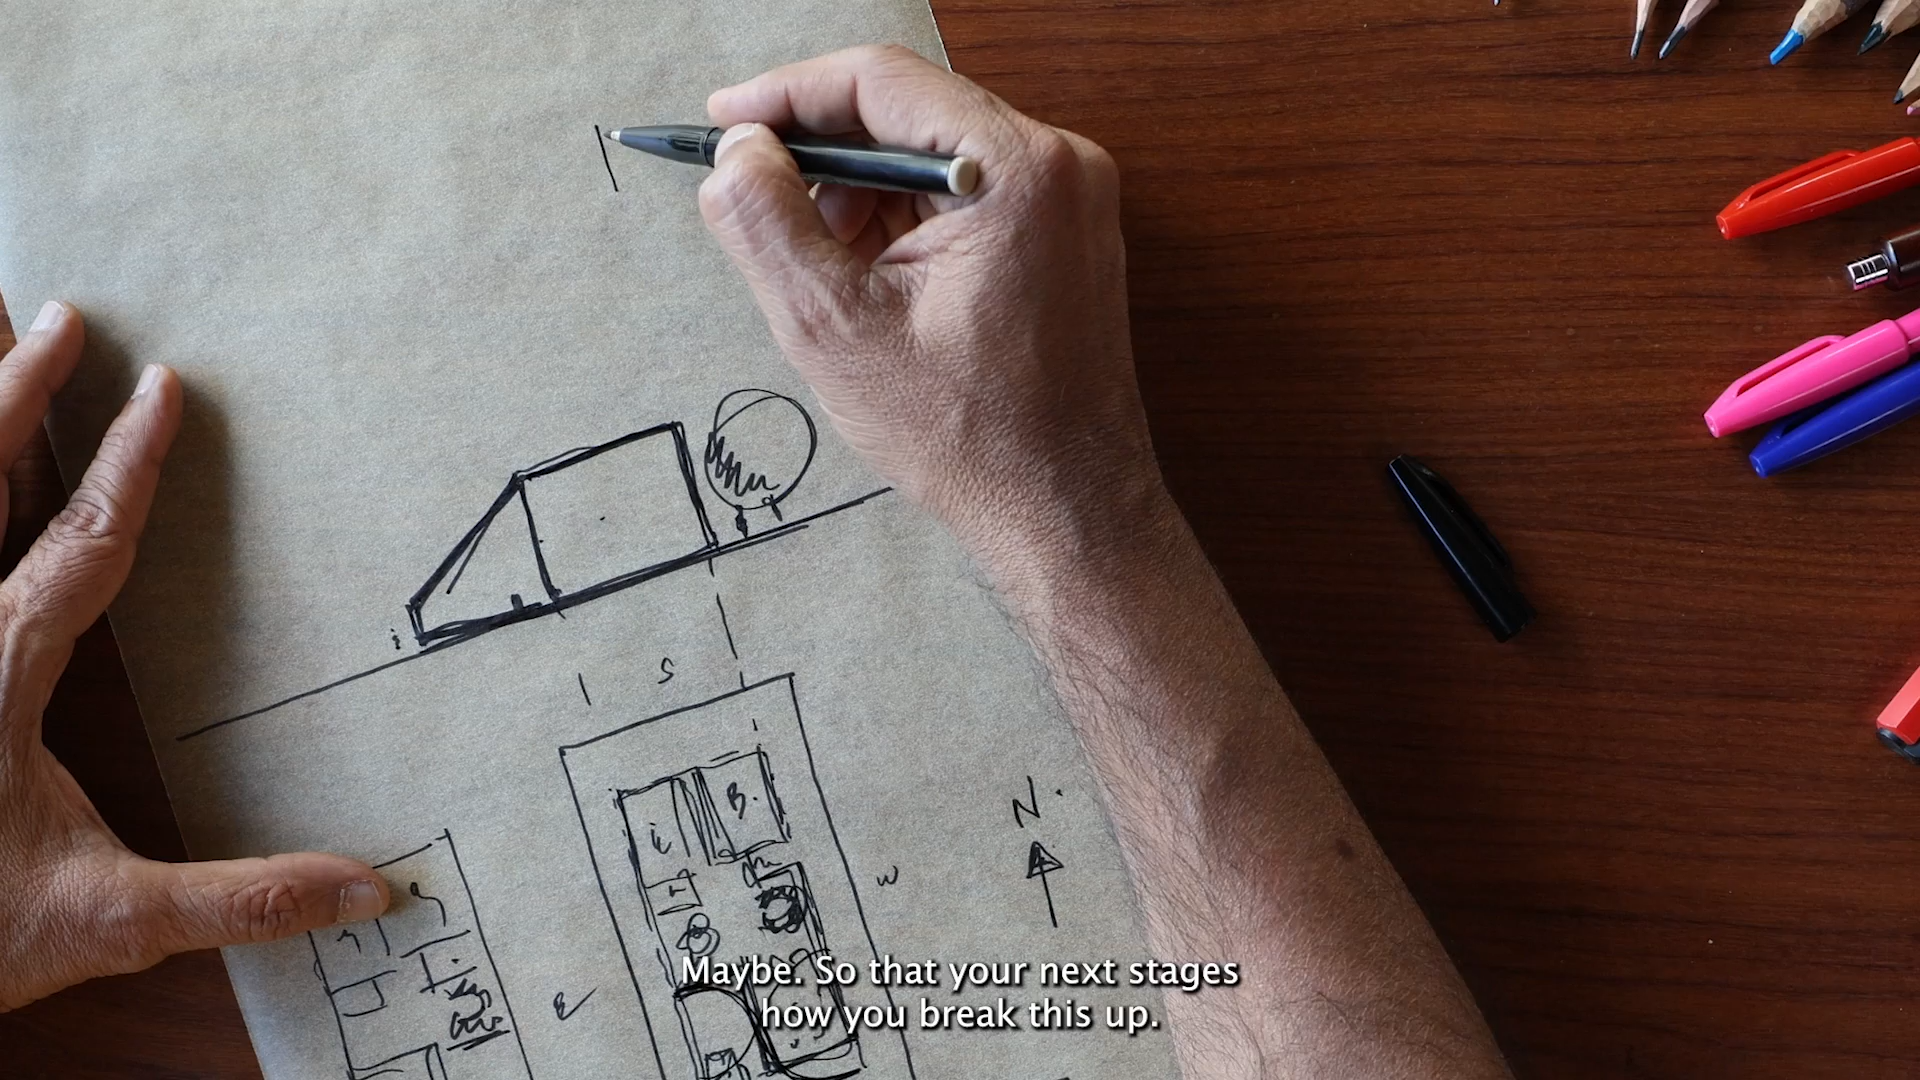 S
B.
N.
W
Maybe. So that your next stages
how you break this up.